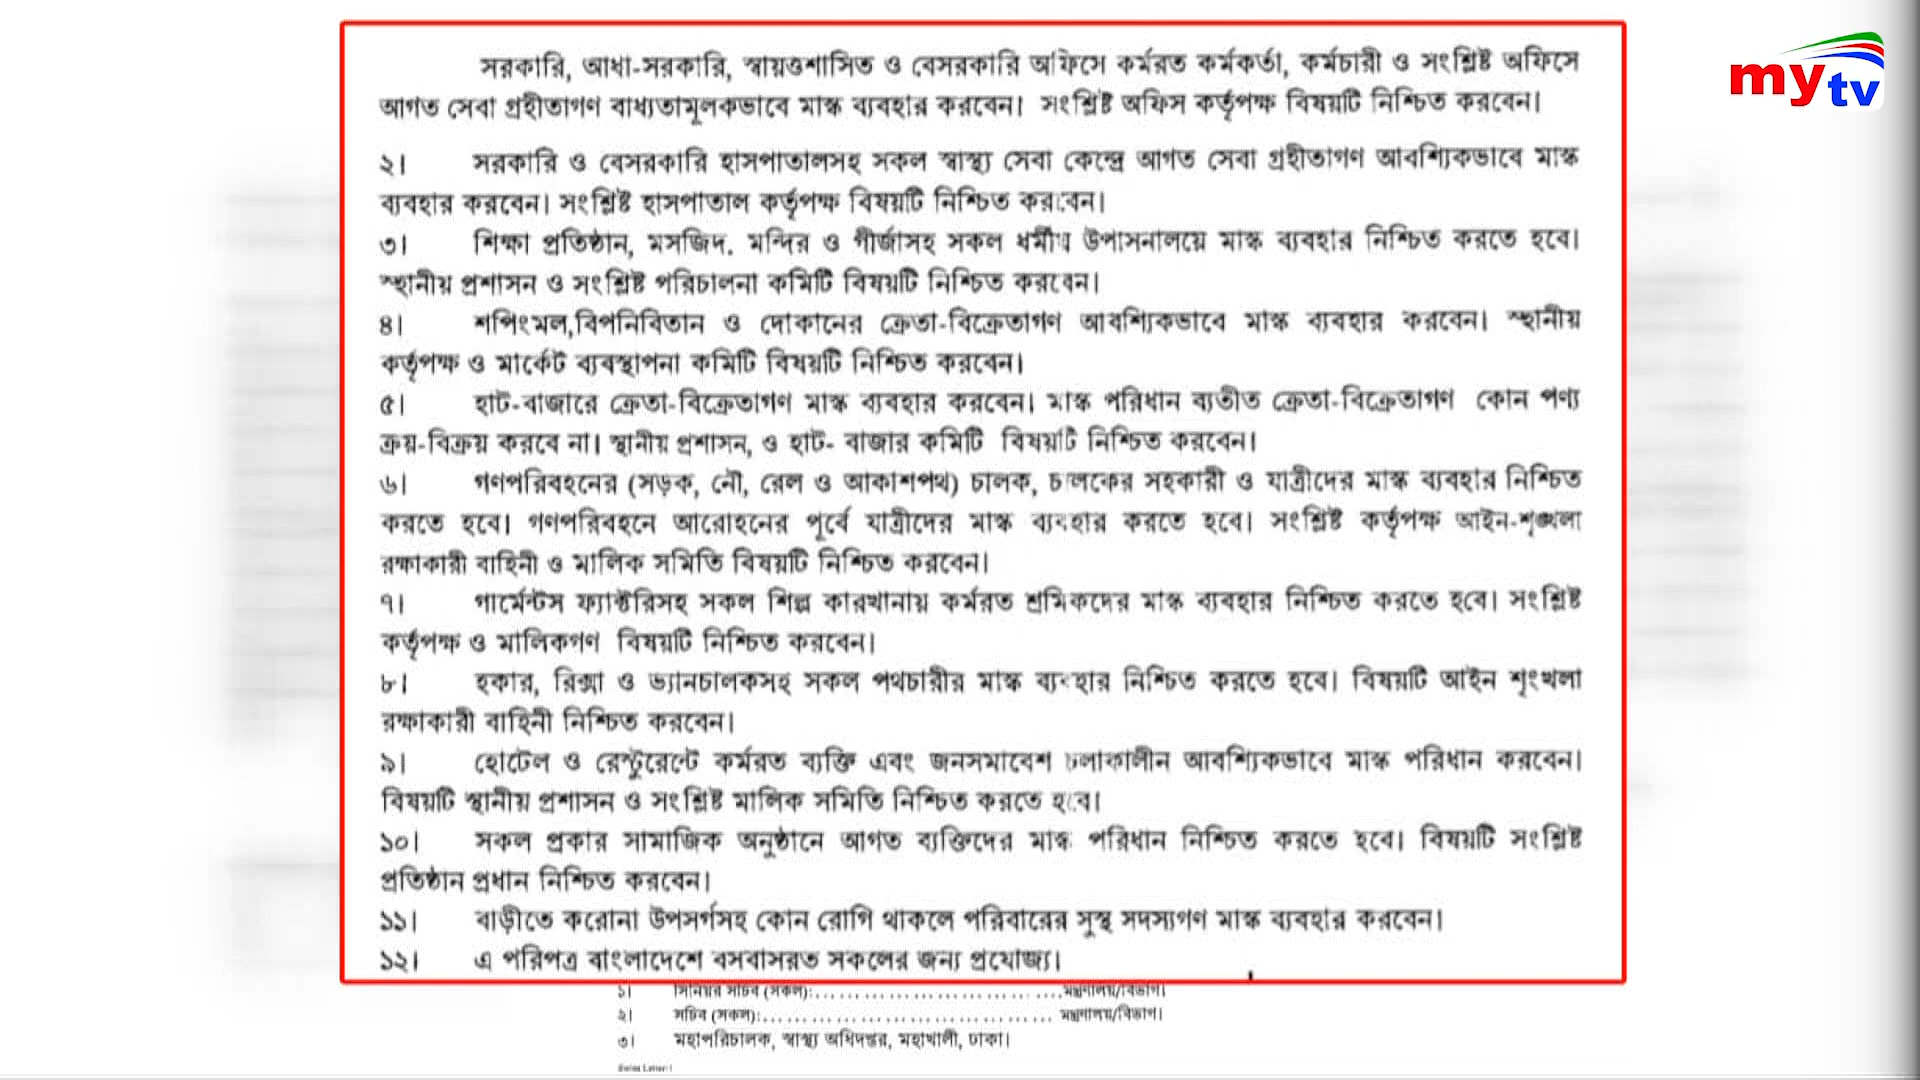 সরকারি, আধা-সরকারি, স্বায়ত্তশাসিত ও বেসরকারি অফিসে কর্মরত কর্মকর্তা, কর্মচারী ও সংশ্লিষ্ট অফিসে
আগত সেবা গ্রহীতাগণ বাধ্যতামূলকভাবে মাস্ক ব্যবহার করবেন। সংশ্লিষ্ট অফিস কর্তৃপক্ষ বিষয়টি নিশ্চিত করবেন।
my tv
২। সরকারি ও বেসরকারি হাসপাতালসহ সকল স্বাস্থ্য সেবা কেন্দ্রে আগত সেবা গ্রহীতাগণ আবশ্যিকভাবে মাস্ক
ব্যবহার করবেন। সংশ্লিষ্ট হাসপাতাল কর্তৃপক্ষ বিষয়টি নিশ্চিত করবেন।
৩। শিক্ষা প্রতিষ্ঠান, মসজিদ, মন্দির ও গীর্জাসহ সকল ধর্মীয় উপাসনালয়ে মাস্ক ব্যবহার নিশ্চিত করতে হবে।
স্থানীয় প্রশাসন ও সংশ্লিষ্ট পরিচালনা কমিটি বিষয়টি নিশ্চিত করবেন।
৪। শপিংমল,বিপনিবিতান ও দোকানের ক্রেতা-বিক্রেতাগণ আবশ্যিকভাবে মাস্ক ব্যবহার করবেন। স্থানীয়
কর্তৃপক্ষ ও মার্কেট ব্যবস্থাপনা কমিটি বিষয়টি নিশ্চিত করবেন।
৫। হাট-বাজারে ক্রেতা-বিক্রেতাগণ মাস্ক ব্যবহার করবেন। মাস্ক পরিধান ব্যতীত ক্রেতা-বিক্রেতাগণ কোন পণ্য
ক্রয়-বিক্রয় করবে না। স্থানীয় প্রশাসন, ও হাট- বাজার কমিটি বিষয়টি নিশ্চিত করবেন।
৬। গণপরিবহনের (সড়ক, নৌ, রেল ও আকাশপথ) চালক, চালকের সহকারী ও যাত্রীদের মাস্ক ব্যবহার নিশ্চিত
করতে হবে। গণপরিবহনে আরোহনের পূর্বে যাত্রীদের মাস্ক ব্যবহার করতে হবে। সংশ্লিষ্ট কর্তৃপক্ষ আইন-শৃঙ্খলা
রক্ষাকারী বাহিনী ও মালিক সমিতি বিষয়টি নিশ্চিত করবেন।
৭। গার্মেন্টস ফ্যাক্টরিসহ সকল শিল্প কারখানায় কর্মরত শ্রমিকদের মাস্ক ব্যবহার নিশ্চিত করতে হবে। সংশ্লিষ্ট
কর্তৃপক্ষ ও মালিকগণ বিষয়টি নিশ্চিত করবেন।
৮। হকার, রিক্সা ও ভ্যানচালকসহ সকল পথচারীর মাস্ক ব্যবহার নিশ্চিত করতে হবে। বিষয়টি আইন শৃংখলা
রক্ষাকারী বাহিনী নিশ্চিত করবেন।
৯। হোটেল ও রেস্টুরেন্টে কর্মরত ব্যক্তি এবং জনসমাবেশ চলাকালীন আবশ্যিকভাবে মাস্ক পরিধান করবেন।
বিষয়টি স্থানীয় প্রশাসন ও সংশ্লিষ্ট মালিক সমিতি নিশ্চিত করতে হবে।
১০। সকল প্রকার সামাজিক অনুষ্ঠানে আগত ব্যক্তিদের মাস্ক পরিধান নিশ্চিত করতে হবে। বিষয়টি সংশ্লিষ্ট
প্রতিষ্ঠান প্রধান নিশ্চিত করবেন।
১১। বাড়ীতে করোনা উপসর্গসহ কোন রোগি থাকলে পরিবারের সুস্থ সদস্যগণ মাস্ক ব্যবহার করবেন।
১২। এ পরিপত্র বাংলাদেশে বসবাসরত সকলের জন্য প্রযোজ্য।
১। সিনিয়র সচিব (সকল):..............................মন্ত্রণালয়/বিভাগ।
২। সচিব (সকল):................................... মন্ত্রণালয়/বিভাগ।
৩। মহাপরিচালক, স্বাস্থ্য অধিদপ্তর, মহাখালী, ঢাকা।